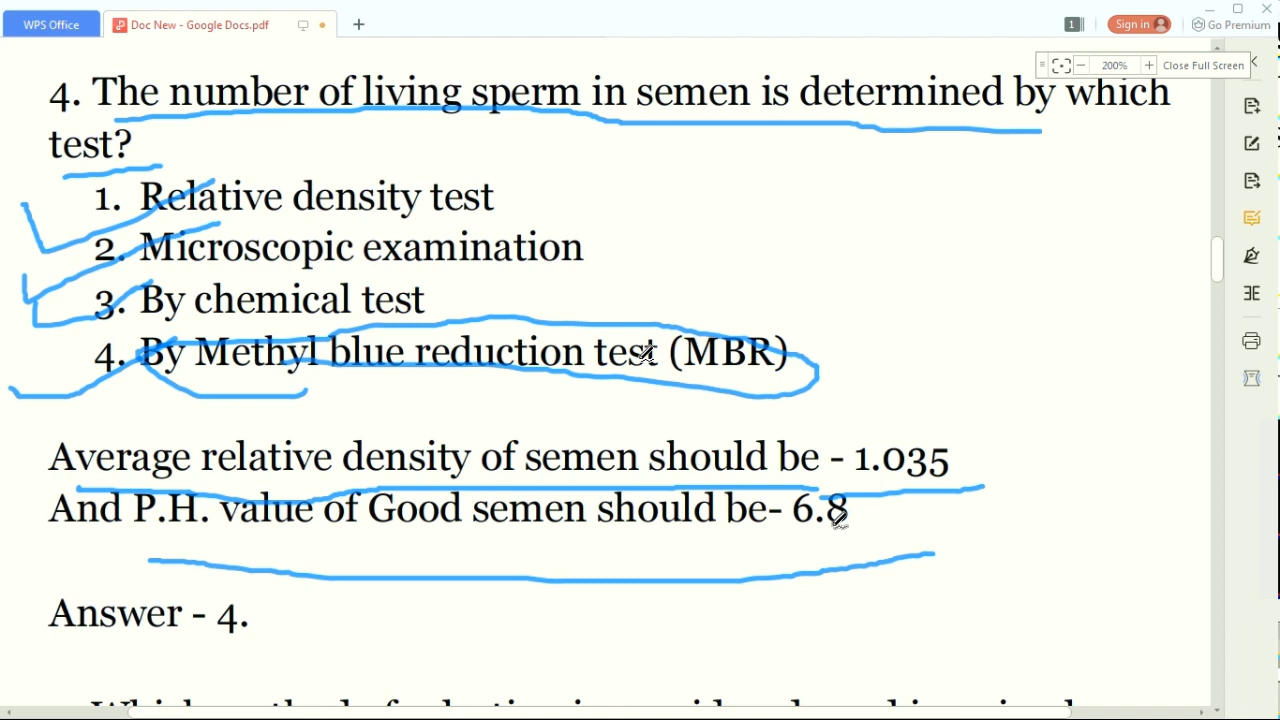 WPS Office
Doc New - Google Docs.pdf
1
Sign in
Go Premium
200%
Close Full Screen
4. The number of living sperm in semen is determined by which
test?
1. Relative density test
2. Microscopic examination
3. By chemical test
4. By Methyl blue reduction test (MBR)
Average relative density of semen should be - 1.035
And P.H. value of Good semen should be- 6.8
Answer - 4.